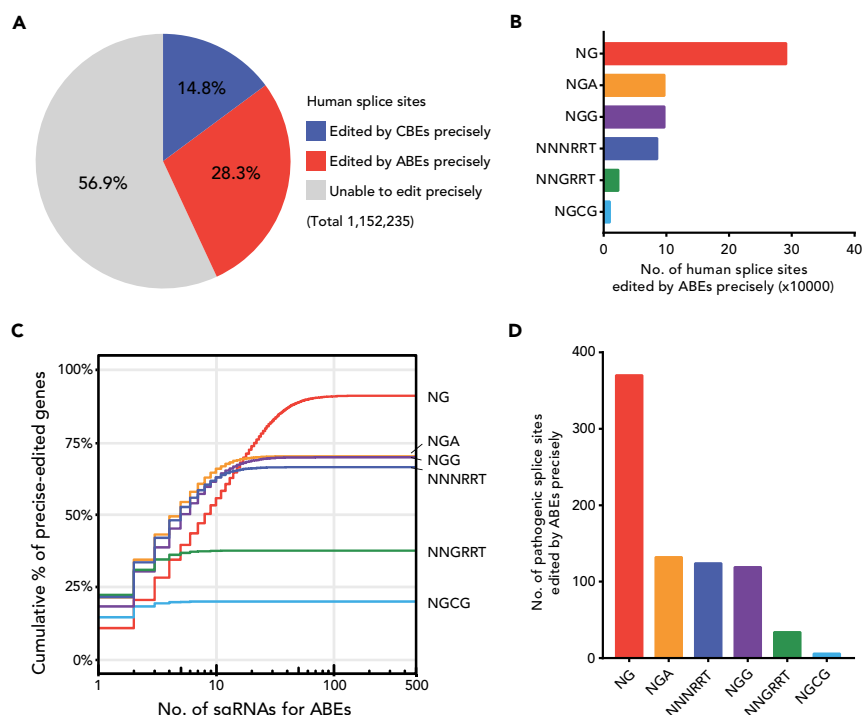 A
14.8%
28.3%
56.9%
Human splice sites
Edited by CBEs precisely
Edited by ABEs precisely
Unable to edit precisely
(Total 1,152,235)
B
NG
NGA
NGG
NNNRRT
NNGRRT
NGCG
0 10 20 30 40
No. of human splice sites
edited by ABEs precisely (x10000)
C
Cumulative % of precise-edited genes
100%
75%
50%
25%
0%
1 10 100 500
No. of sgRNAs for ABEs
NG
NGA
NGG
NNNRRT
NNGRRT
NGCG
D
No. of pathogenic splice sites
edited by ABEs precisely
400
300
200
100
0
NG NGA NNNRRT NGG NNGRRT NGCG